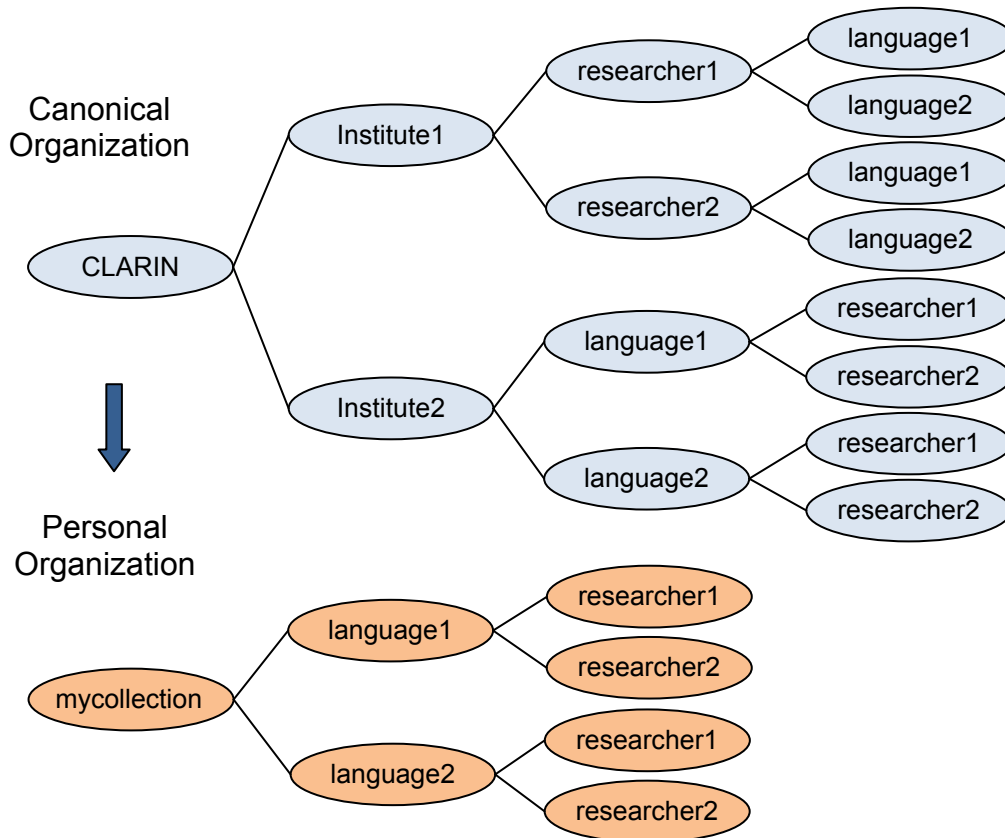 Canonical
Organization
CLARIN
Institute1
researcher1
language1
language2
researcher2
language1
language2
Institute2
language1
researcher1
researcher2
language2
researcher1
researcher2
Personal
Organization
mycollection
language1
researcher1
researcher2
language2
researcher1
researcher2